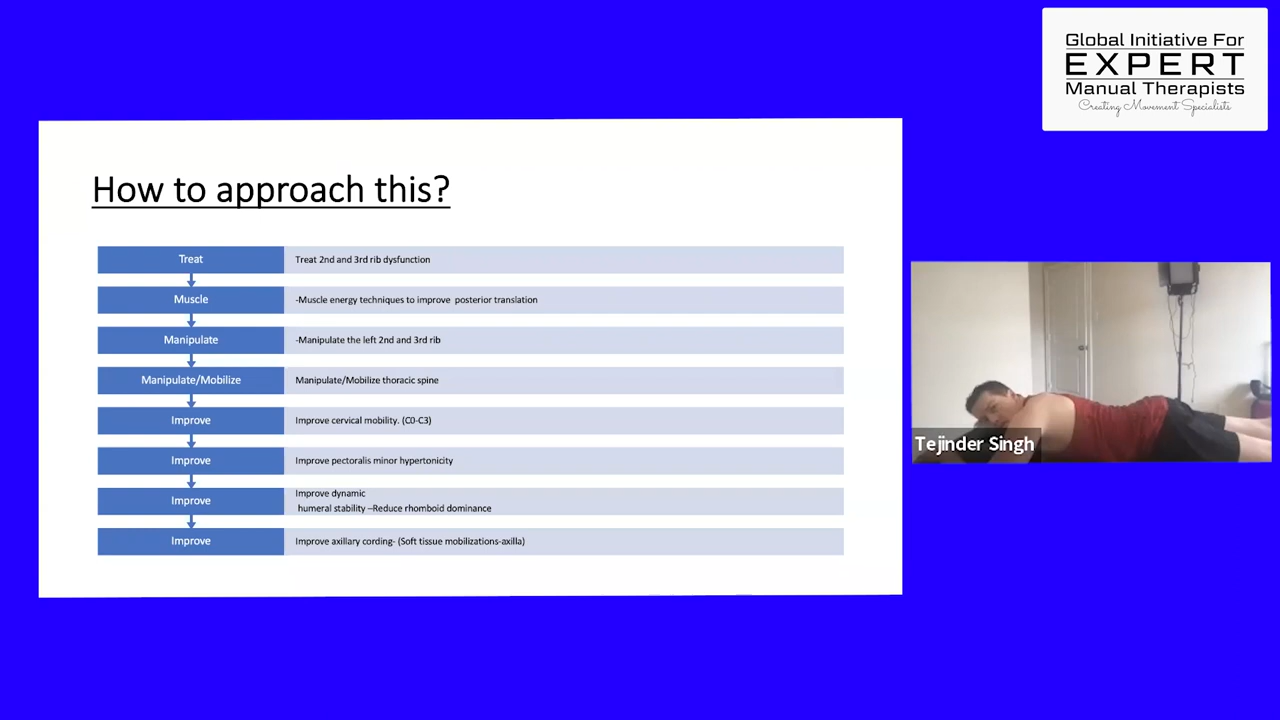 Global Initiative For
EXPERT
Manual Therapists
Creating Movement Specialists
How to approach this?
Treat
Treat 2nd and 3rd rib dysfunction
Muscle
-Muscle energy techniques to improve posterior translation
Manipulate
-Manipulate the left 2nd and 3rd rib
Manipulate/Mobilize
Manipulate/Mobilize thoracic spine
Improve
Improve cervical mobility. (C0-C3)
Improve
Improve pectoralis minor hypertonicity
Improve
Improve dynamic
humeral stability –Reduce rhomboid dominance
Improve
Improve axillary cording- (Soft tissue mobilizations-axilla)
Tejinder Singh